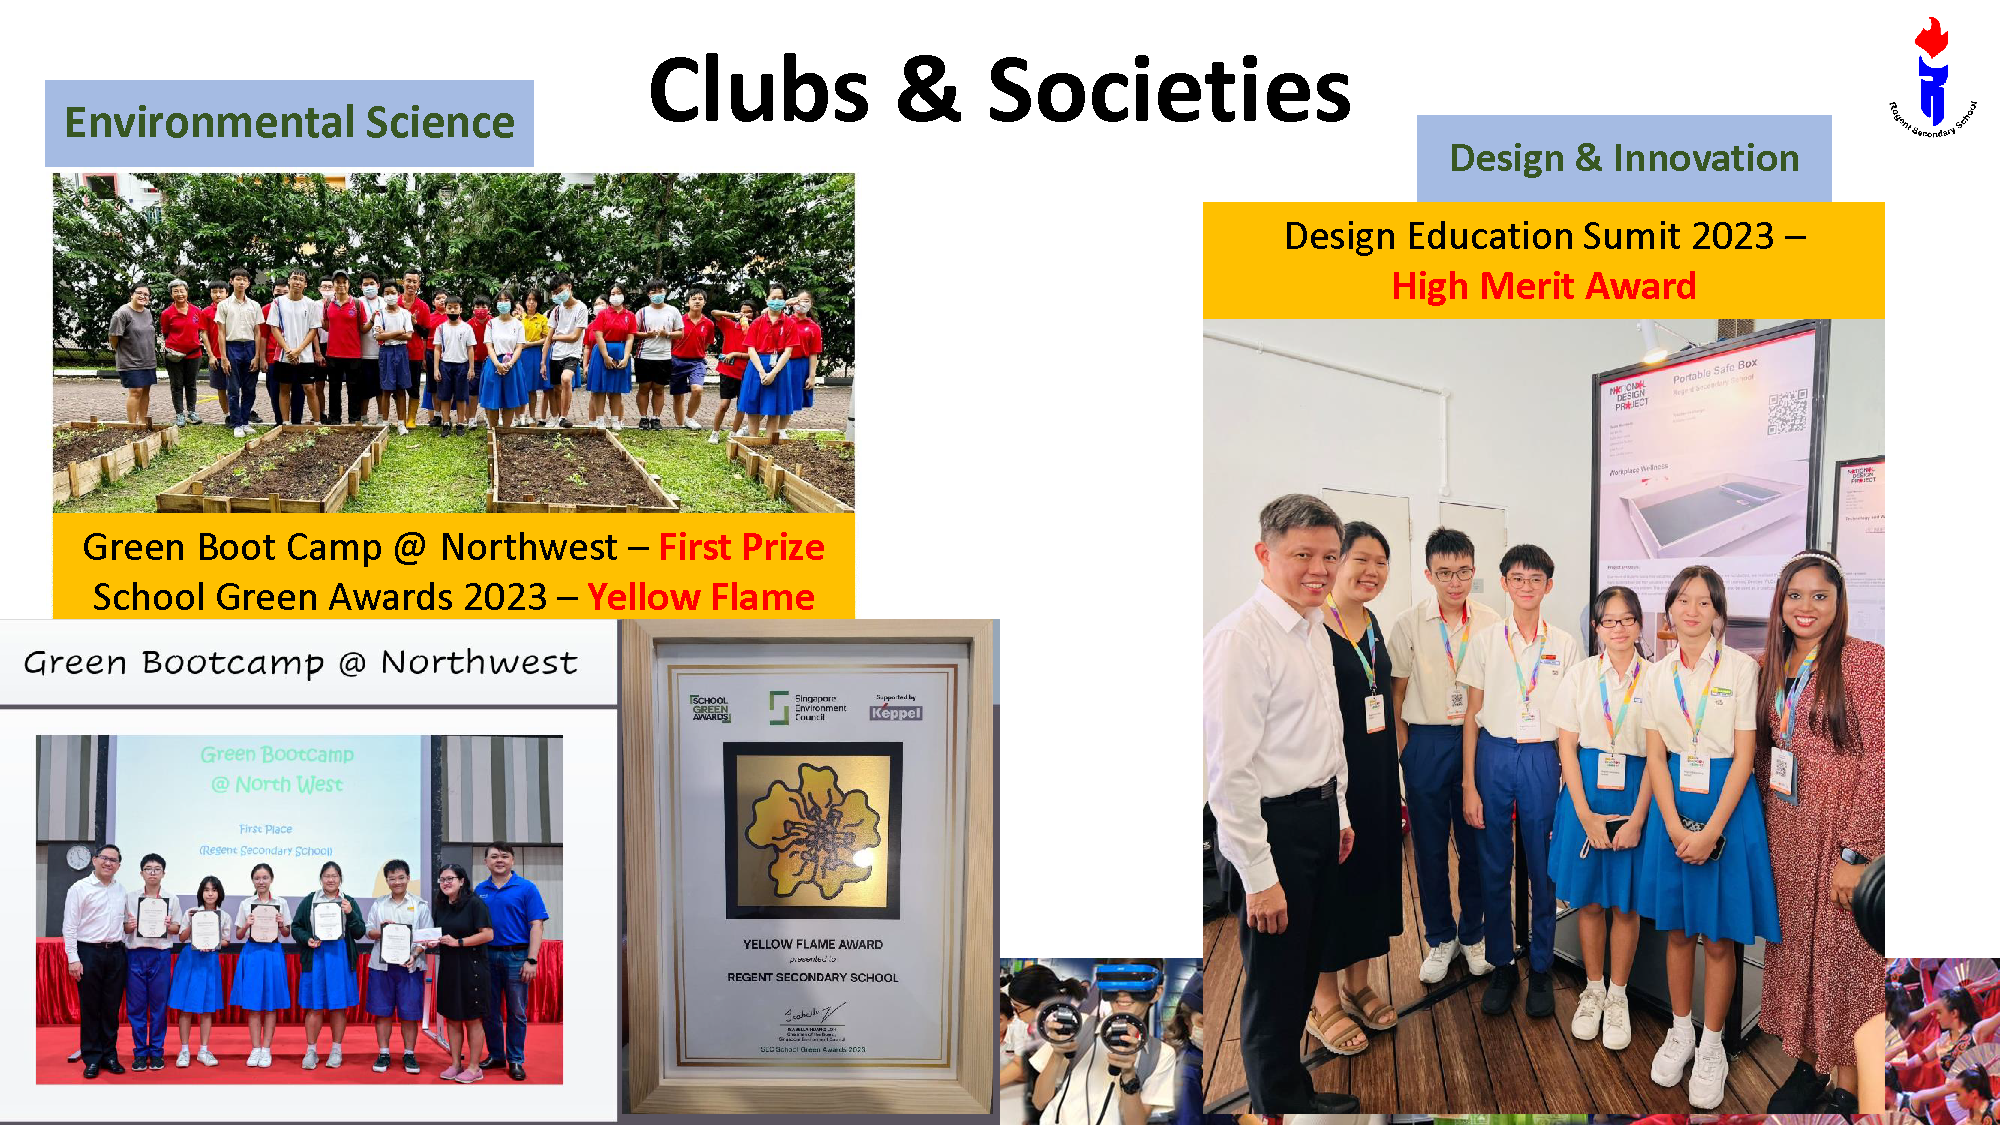 Clubs & Societies
Regent Secondary School
Environmental Science
Green Boot Camp @ Northwest – First Prize
School Green Awards 2023 – Yellow Flame
Green Bootcamp @ Northwest
Green Bootcamp
@ North West
First Place
(Regent Secondary School)
SCHOOL
GREEN
AWARDS
Singapore
Environment
Council
Supported by
Keppel
YELLOW FLAME AWARD
presented to
REGENT SECONDARY SCHOOL
SEC School Green Awards 2023
Design & Innovation
Design Education Sumit 2023 –
High Merit Award
NATIONAL
DESIGN
PROJECT
Portable Safe Box
Regent Secondary School
Workplace Wellness
NATIONAL
DESIGN
PROJECT